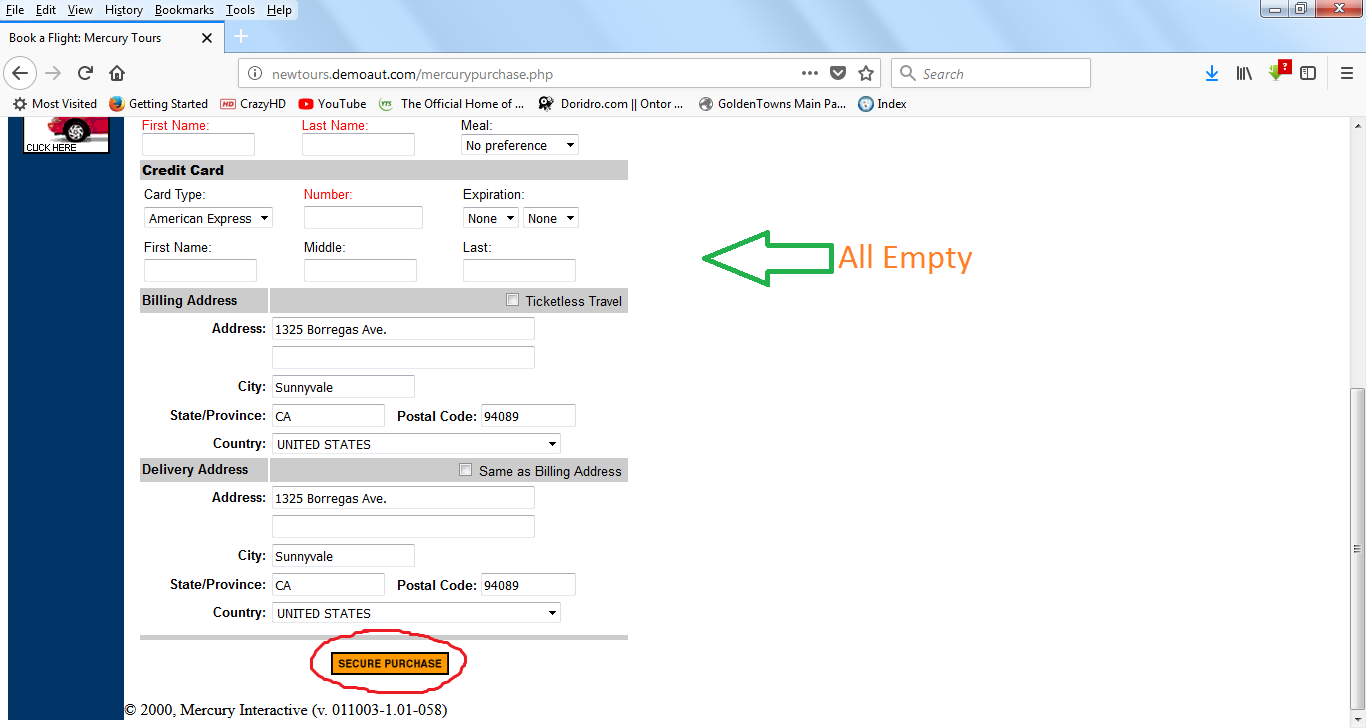 File Edit View History Bookmarks Tools Help
Book a Flight: Mercury Tours
newtours.demoaut.com/mercurypurchase.php
Search
Most Visited Getting Started HD CrazyHD YouTube YTS The Official Home of ... Doridro.com || Ontor ... GoldenTowns Main Pa... Index
CLICK HERE
First Name: Last Name: Meal:
No preference
Credit Card
Card Type: Number: Expiration:
American Express None None
First Name: Middle: Last:
All Empty
Billing Address Ticketless Travel
Address: 1325 Borregas Ave.
City: Sunnyvale
State/Province: CA Postal Code: 94089
Country: UNITED STATES
Delivery Address Same as Billing Address
Address: 1325 Borregas Ave.
City: Sunnyvale
State/Province: CA Postal Code: 94089
Country: UNITED STATES
SECURE PURCHASE
© 2000, Mercury Interactive (v. 011003-1.01-058)